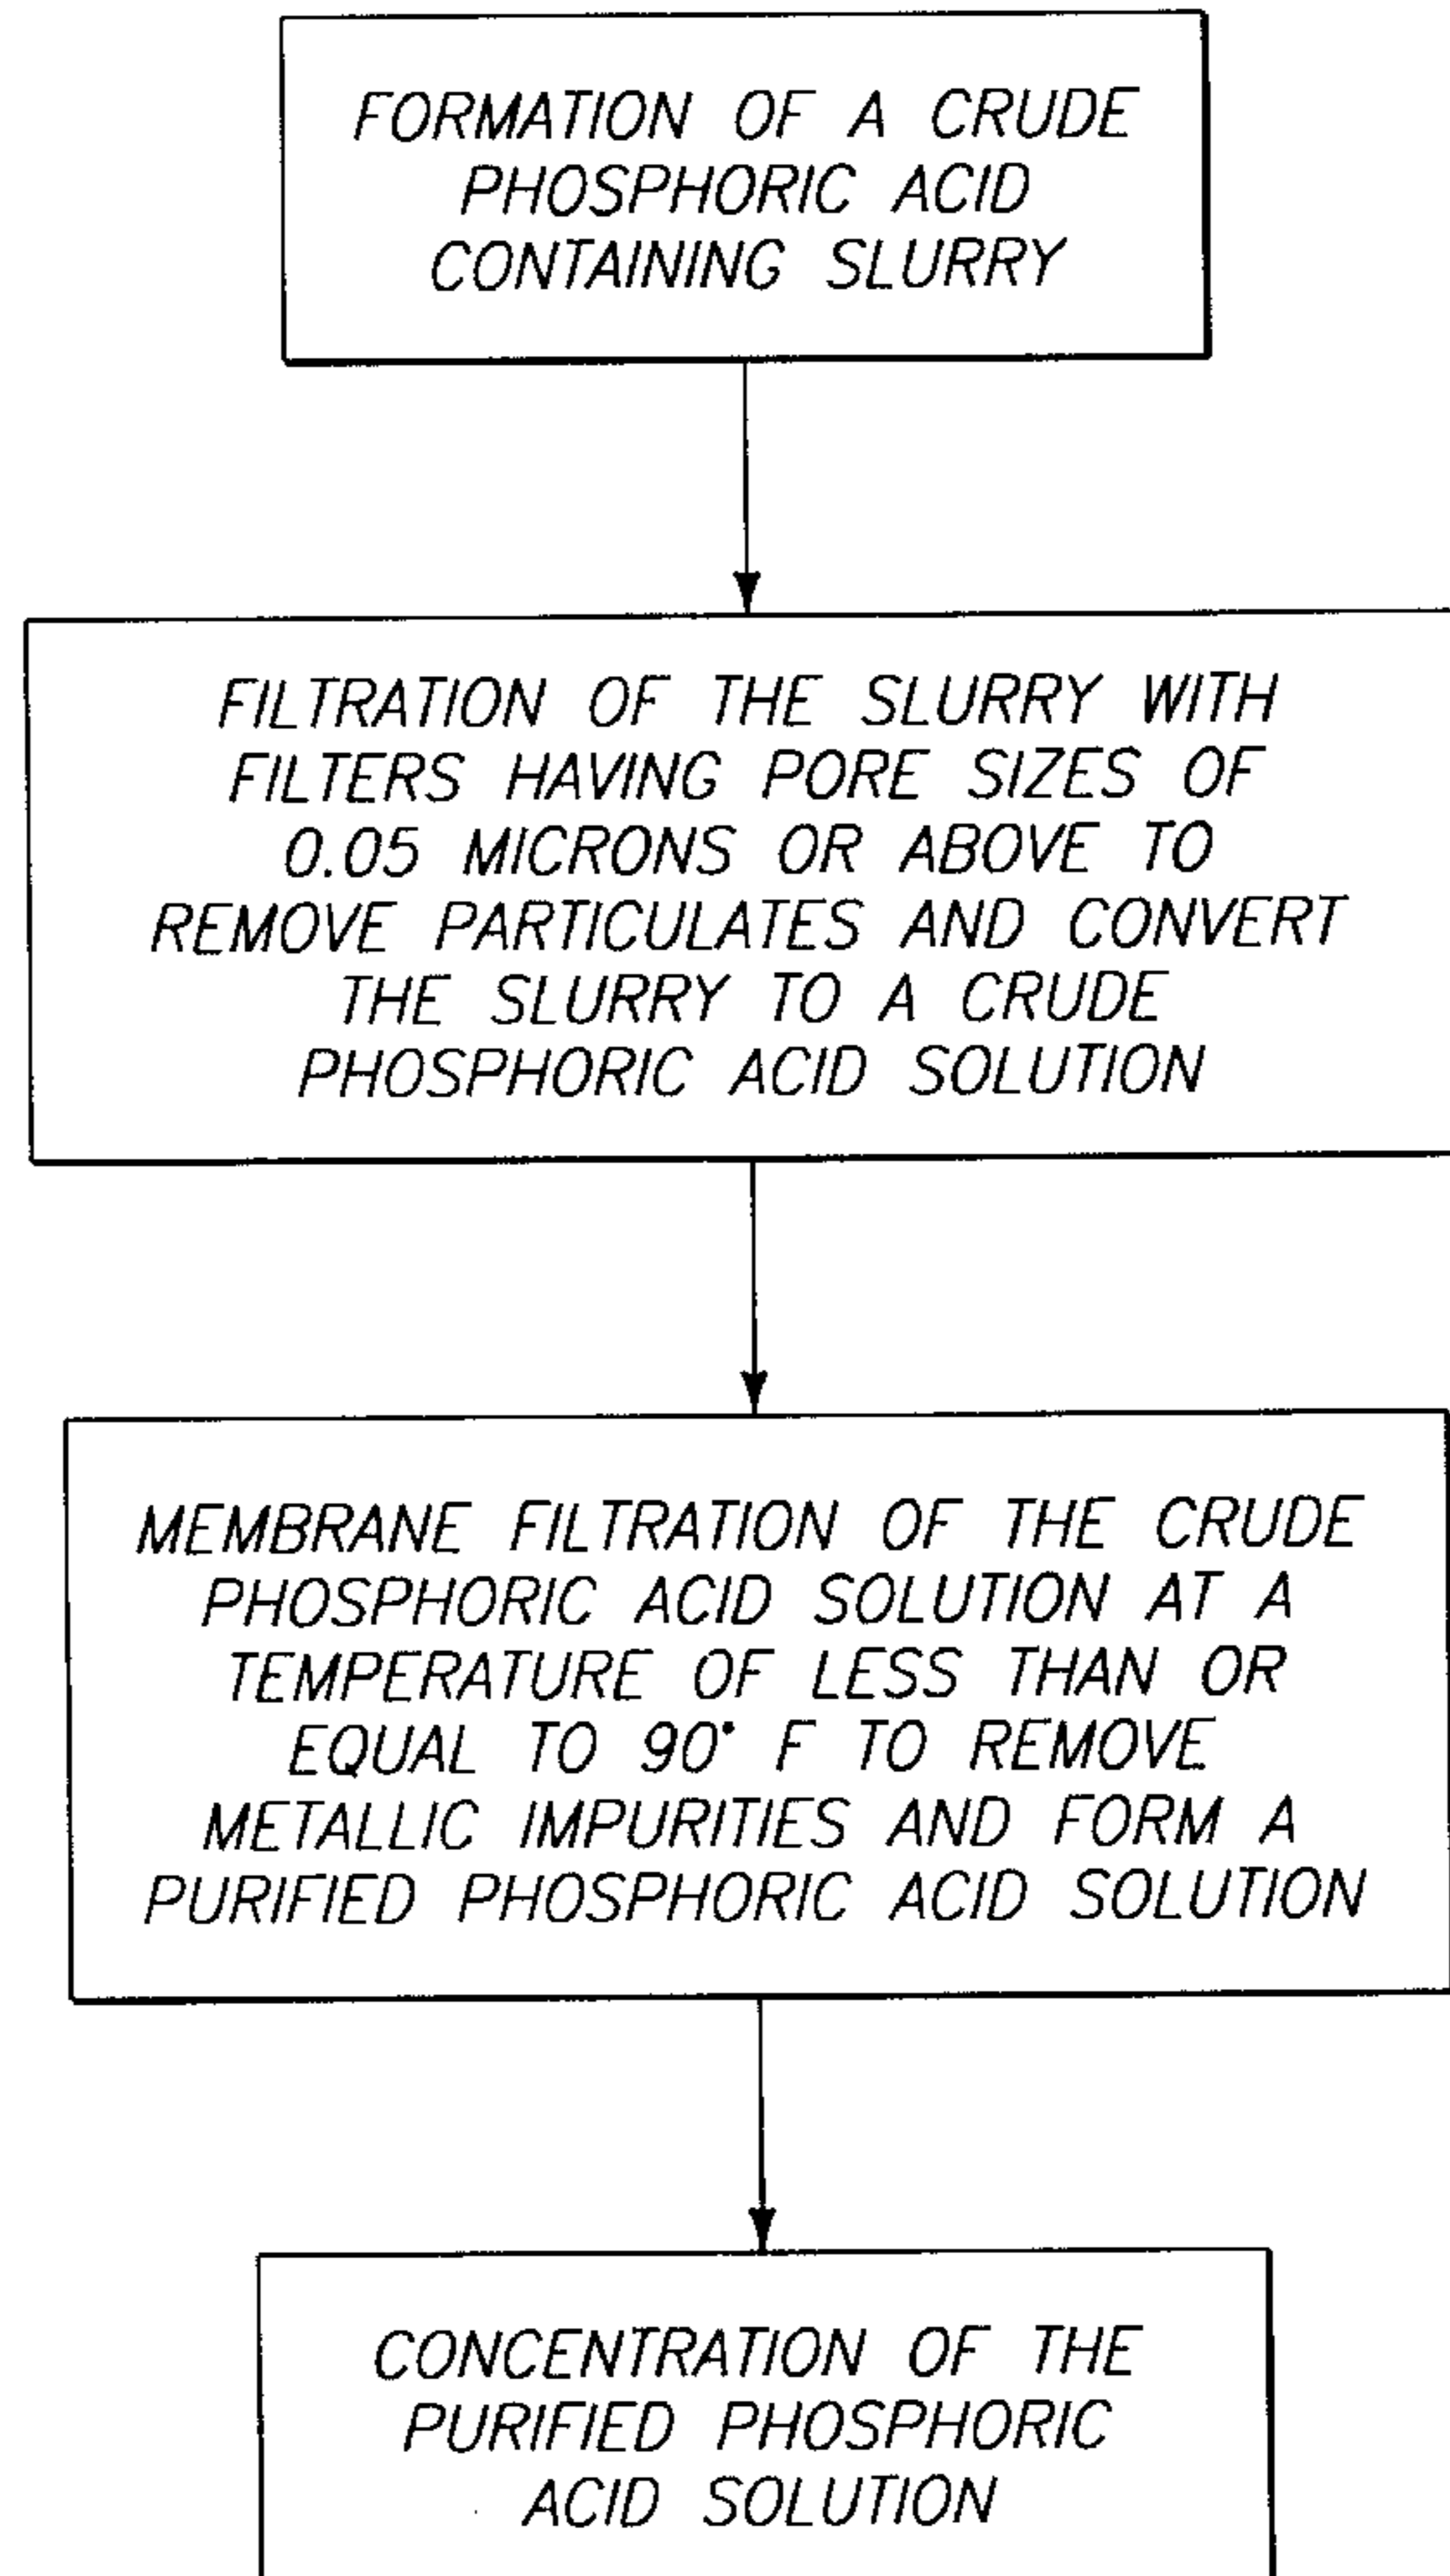 FORMATION OF A CRUDE
PHOSPHORIC ACID
CONTAINING SLURRY
FILTRATION OF THE SLURRY WITH
FILTERS HAVING PORE SIZES OF
0.05 MICRONS OR ABOVE TO
REMOVE PARTICULATES AND CONVERT
THE SLURRY TO A CRUDE
PHOSPHORIC ACID SOLUTION
MEMBRANE FILTRATION OF THE CRUDE
PHOSPHORIC ACID SOLUTION AT A
TEMPERATURE OF LESS THAN OR
EQUAL TO 90° F TO REMOVE
METALLIC IMPURITIES AND FORM A
PURIFIED PHOSPHORIC ACID SOLUTION
CONCENTRATION OF THE
PURIFIED PHOSPHORIC
ACID SOLUTION